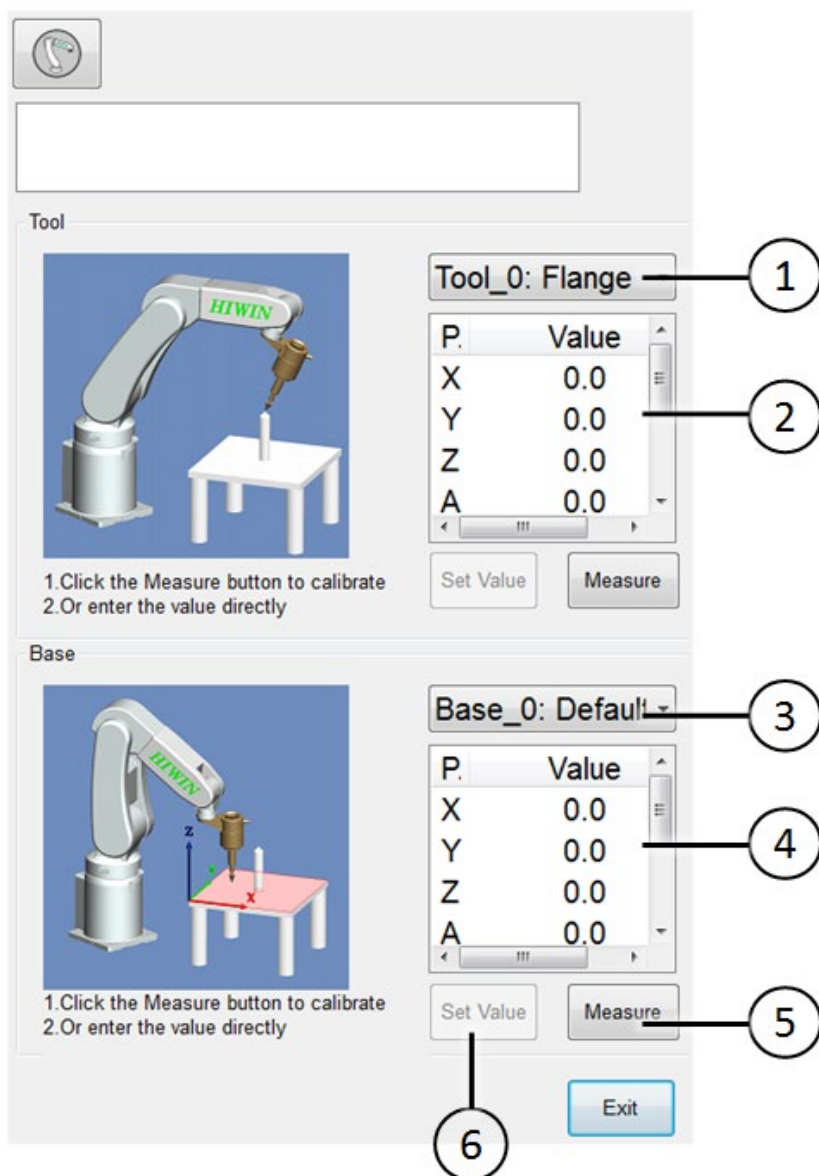 Tool
HIWIN
Tool_0: Flange
1
P. Value
X 0.0
Y 0.0
2
Z 0.0
A 0.0
Set Value Measure
1.Click the Measure button to calibrate
2.Or enter the value directly
Base
HIWIN
Z
X
Base_0: Default
3
P. Value
X 0.0
Y 0.0
4
Z 0.0
A 0.0
1.Click the Measure button to calibrate
2.Or enter the value directly
Set Value Measure
5
Exit
6